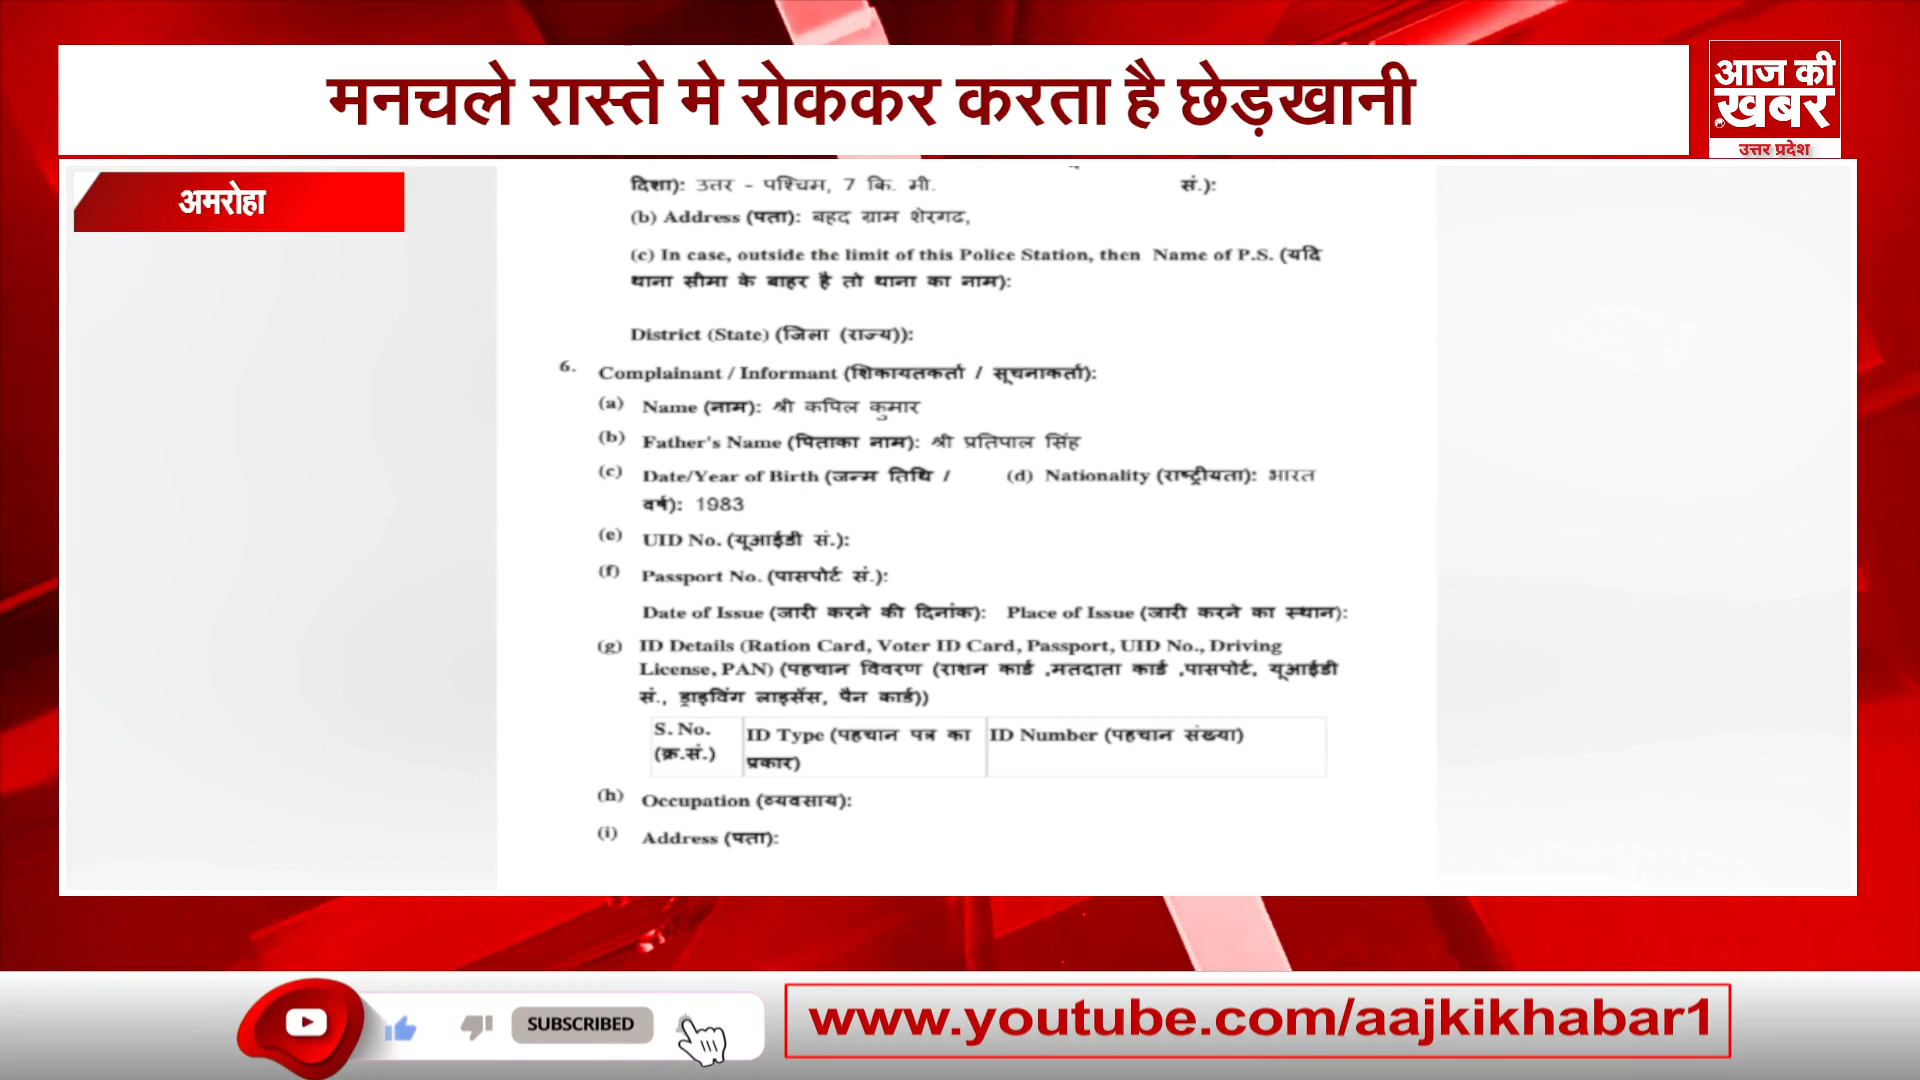 मनचले रास्ते मे रोककर करता है छेड़खानी
आज की
ख़बर
उत्तर प्रदेश
अमरोहा
दिशा): उत्तर - पश्चिम, 7 कि. मी. सं.):
(b) Address (पता): बहद ग्राम शेरगढ,
(c) In case, outside the limit of this Police Station, then Name of P.S. (यदि
थाना सीमा के बाहर है तो थाना का नाम):
District (State) (जिला (राज्य)):
6. Complainant / Informant (शिकायतकर्ता / सूचनाकर्ता):
(a) Name (नाम): श्री कपिल कुमार
(b) Father's Name (पिताका नाम): श्री प्रतिपाल सिंह
(c) Date/Year of Birth (जन्म तिथि / (d) Nationality (राष्ट्रीयता): भारत
वर्ष): 1983
(e) UID No. (यूआईडी सं.):
(f) Passport No. (पासपोर्ट सं.):
Date of Issue (जारी करने की दिनांक): Place of Issue (जारी करने का स्थान):
(g) ID Details (Ration Card, Voter ID Card, Passport, UID No., Driving
License, PAN) (पहचान विवरण (राशन कार्ड ,मतदाता कार्ड ,पासपोर्ट, यूआईडी
सं., ड्राइविंग लाइसेंस, पैन कार्ड))
S. No. ID Type (पहचान पत्र का ID Number (पहचान संख्या)
(क्र.सं.) प्रकार)
(h) Occupation (व्यवसाय):
(i) Address (पता):
SUBSCRIBED
www.youtube.com/aajkikhabar1